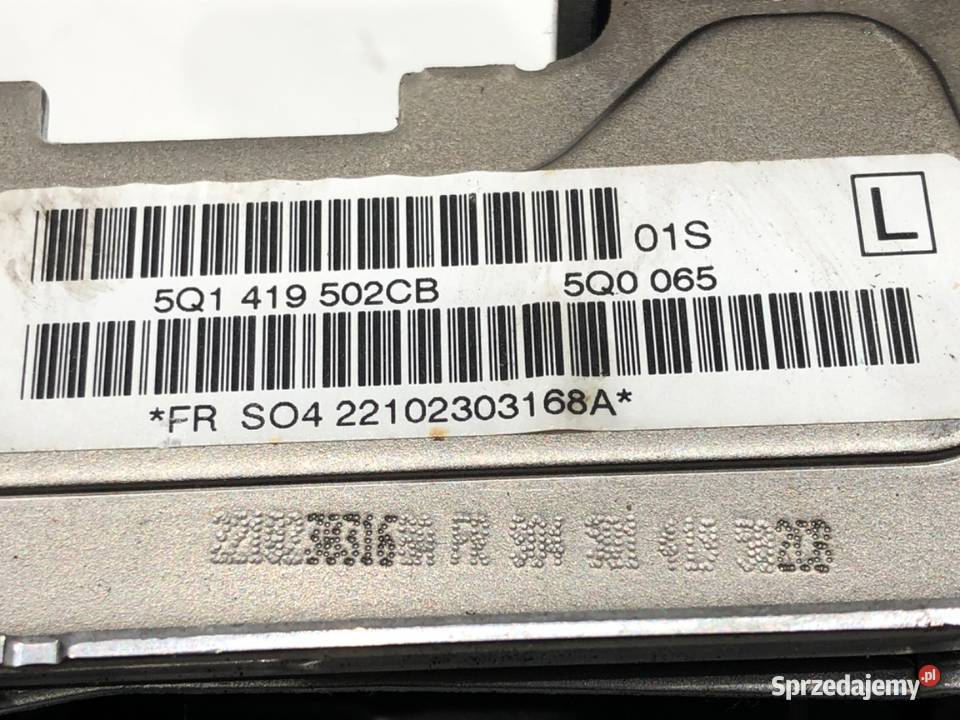 01S
L
5Q1 419 502CB 5Q0 065
*FR SO4 22102303168A*
Sprzedajemy.pl